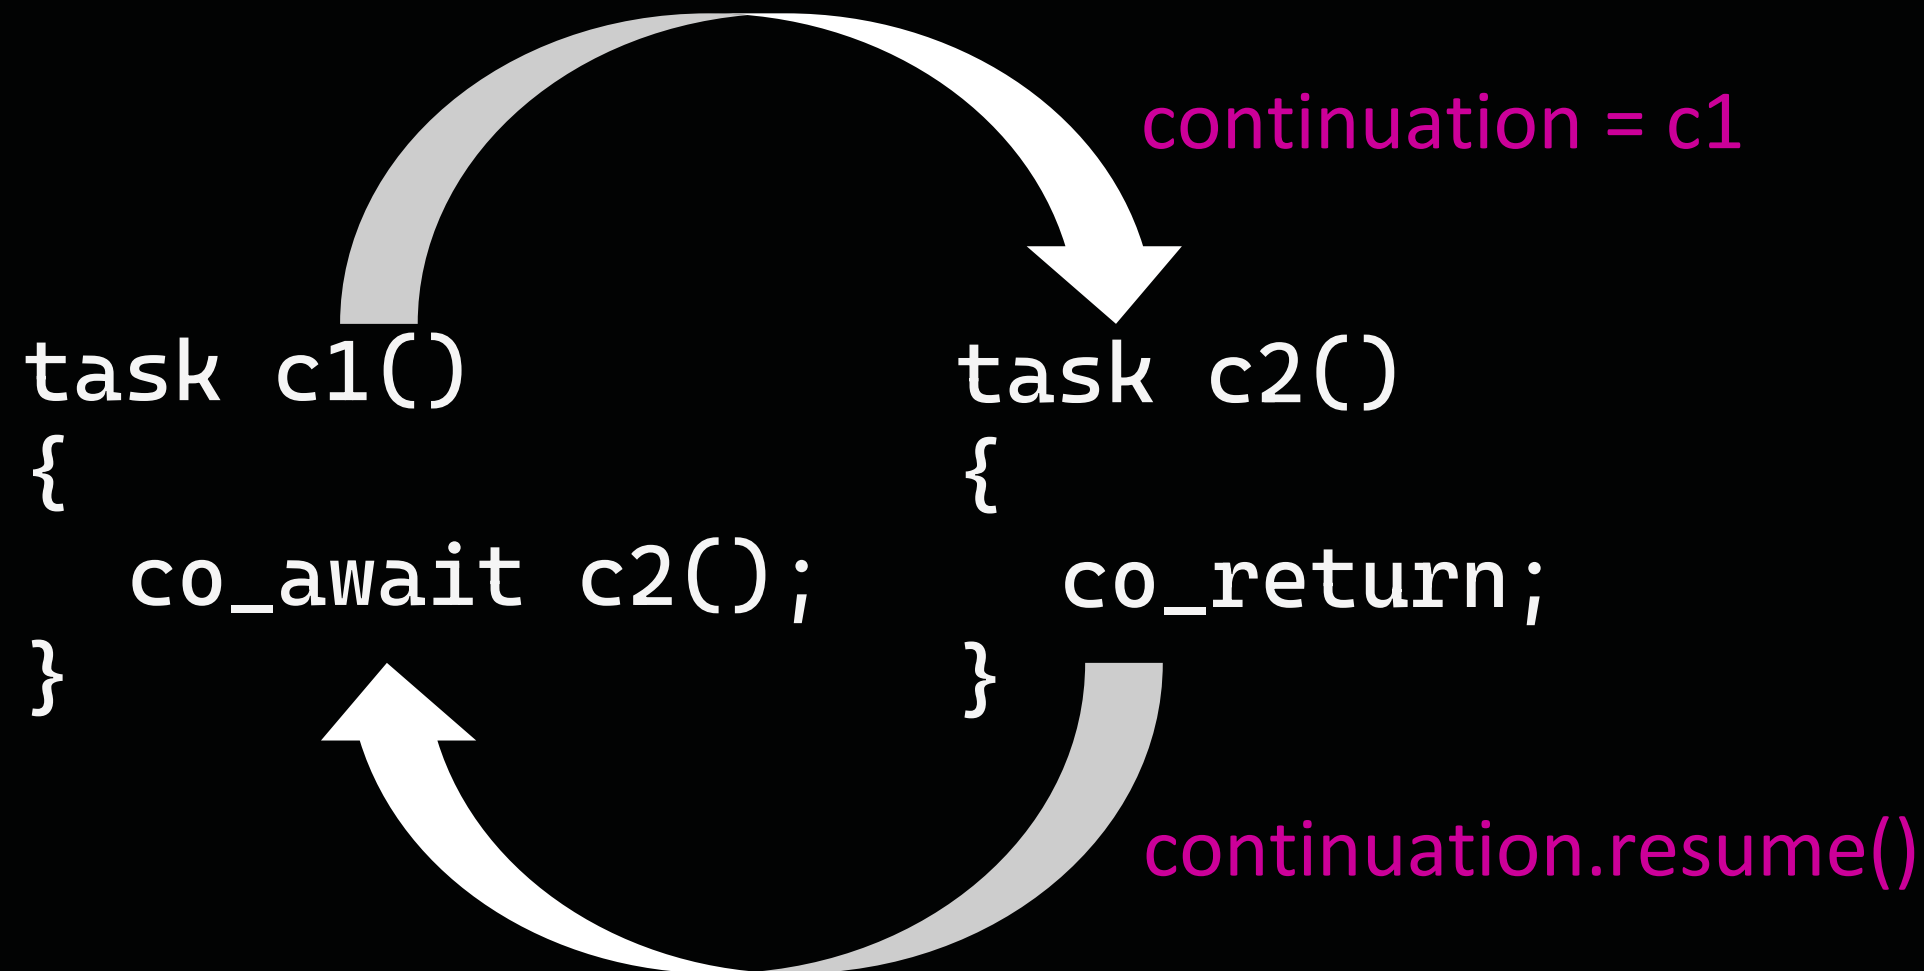 continuation = c1
task c1()
{
  co_await c2();
}
task c2()
{
  co_return;
}
continuation.resume()